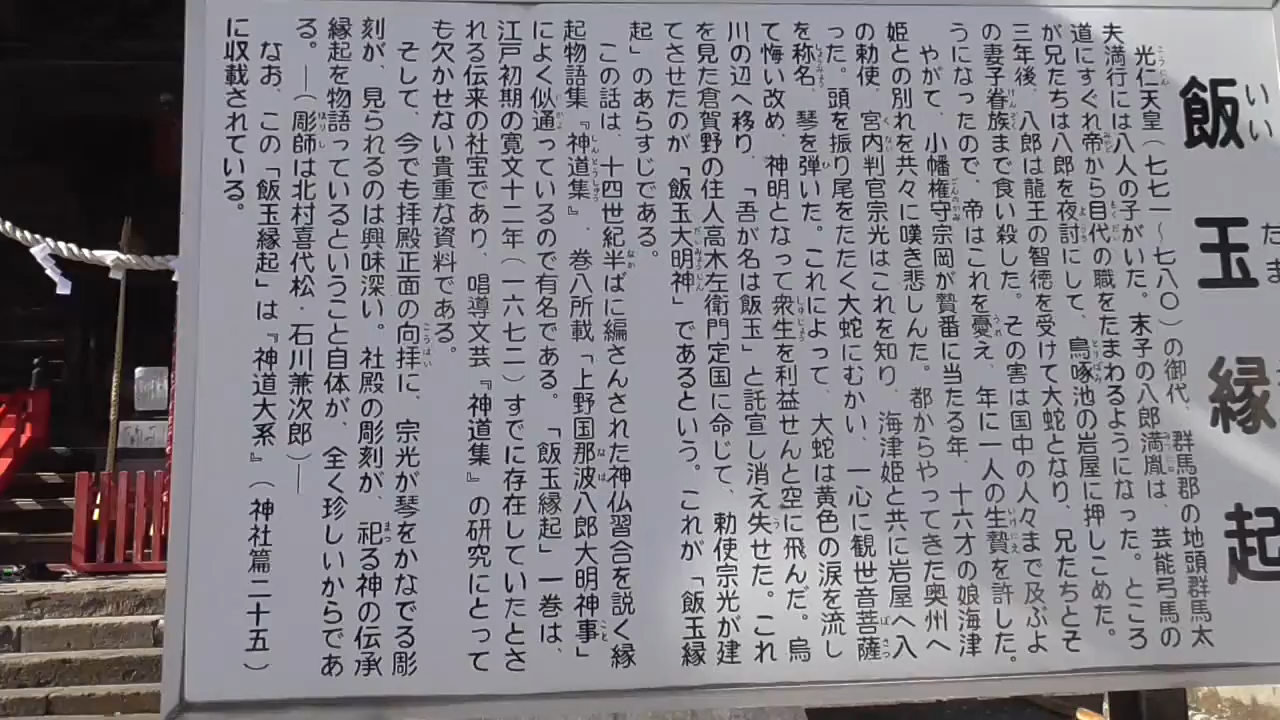 飯玉縁起
光仁天皇(七七一~七八〇)の御代、群馬郡の地頭群馬太
夫満行には八人の子がいた。末子の八郎満胤は、芸能弓馬の
道にすぐれ帝から目代の職をたまわるようになった。ところ
が兄たちは八郎を夜討にして、鳥啄池の岩屋に押しこめた。
三年後、八郎は龍王の智徳を受けて大蛇となり、兄たちとそ
の妻子眷族まで食い殺した。その害は国中の人々まで及ぶよ
うになったので、帝はこれを憂え、年に一人の生贄を許した。
やがて、小幡権守宗岡が贄番に当たる年、十六才の娘海津
姫との別れを共々に嘆き悲しんだ。都からやってきた奥州へ
の勅使、宮内判官宗光はこれを知り、海津姫と共に岩屋へ入
った。頭を振り尾をたたく大蛇にむかい、一心に観世音菩薩
を称名、琴を弾いた。これによって、大蛇は黄色の涙を流し
て悔い改め、神明となって衆生を利益せんと空に飛んだ。烏
川の辺へ移り、「吾が名は飯玉」と託宣し消え失せた。これ
を見た倉賀野の住人高木左衛門定国に命じて、勅使宗光が建
てさせたのが「飯玉大明神」であるという。これが「飯玉縁
起」のあらすじである。
この話は、十四世紀半ばに編さんされた神仏習合を説く縁
起物語集『神道集』、巻八所載「上野国那波八郎大明神事」
によく似通っているので有名である。「飯玉縁起」一巻は、
江戸初期の寛文十二年(一六七二)すでに存在していたとさ
れる伝来の社宝であり、唱導文芸『神道集』の研究にとって
も欠かせない貴重な資料である。
そして、今でも拝殿正面の向拝に、宗光が琴をかなでる彫
刻が、見られるのは興味深い。社殿の彫刻が、祀る神の伝承
縁起を物語っているということ自体が、全く珍しいからであ
る。―(彫師は北村喜代松・石川兼次郎)―
なお、この「飯玉縁起」は『神道大系』(神社篇二十五)
に収載されている。